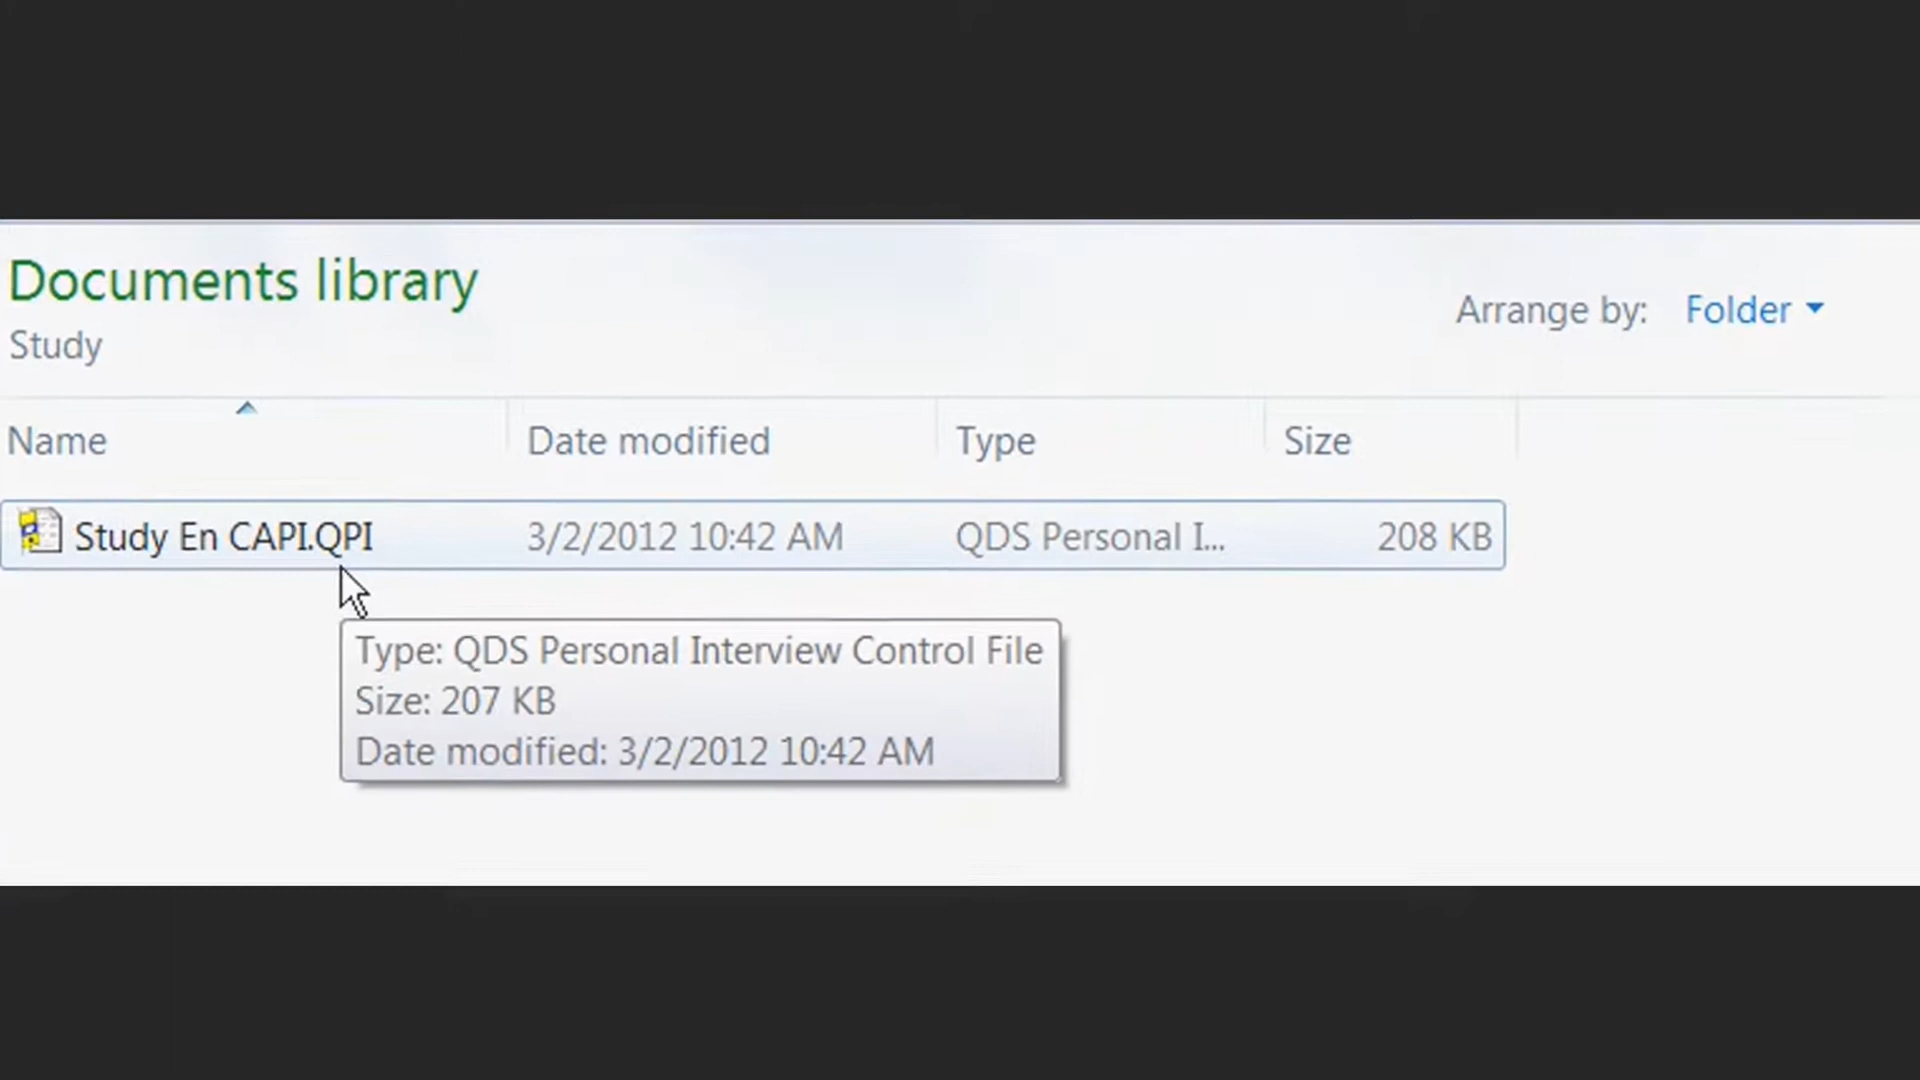 Documents library
Study
Arrange by: Folder
Name Date modified Type Size
Study En CAPI.QPI 3/2/2012 10:42 AM QDS Personal I... 208 KB
Type: QDS Personal Interview Control File
Size: 207 KB
Date modified: 3/2/2012 10:42 AM